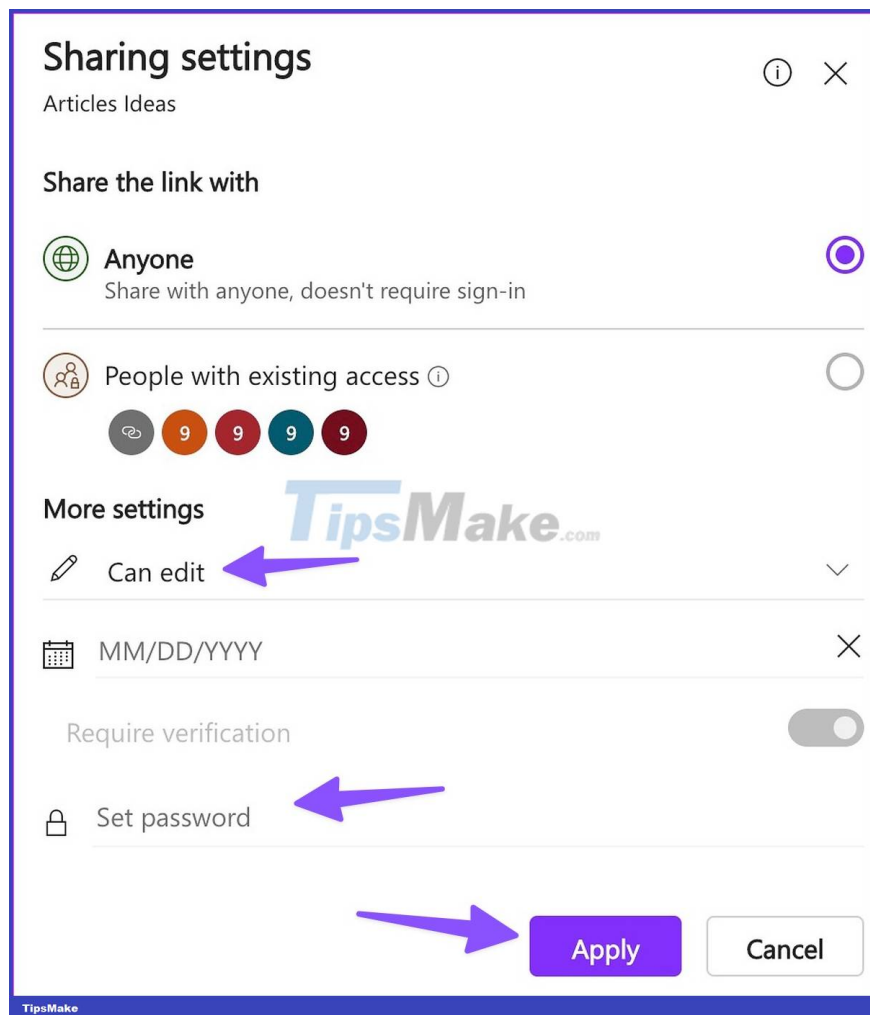 Sharing settings
Articles Ideas
Share the link with
Anyone
Share with anyone, doesn't require sign-in
People with existing access
9 9 9 9
More settings
TipsMake.com
Can edit
MM/DD/YYYY
Require verification
Set password
Apply Cancel
TipsMake